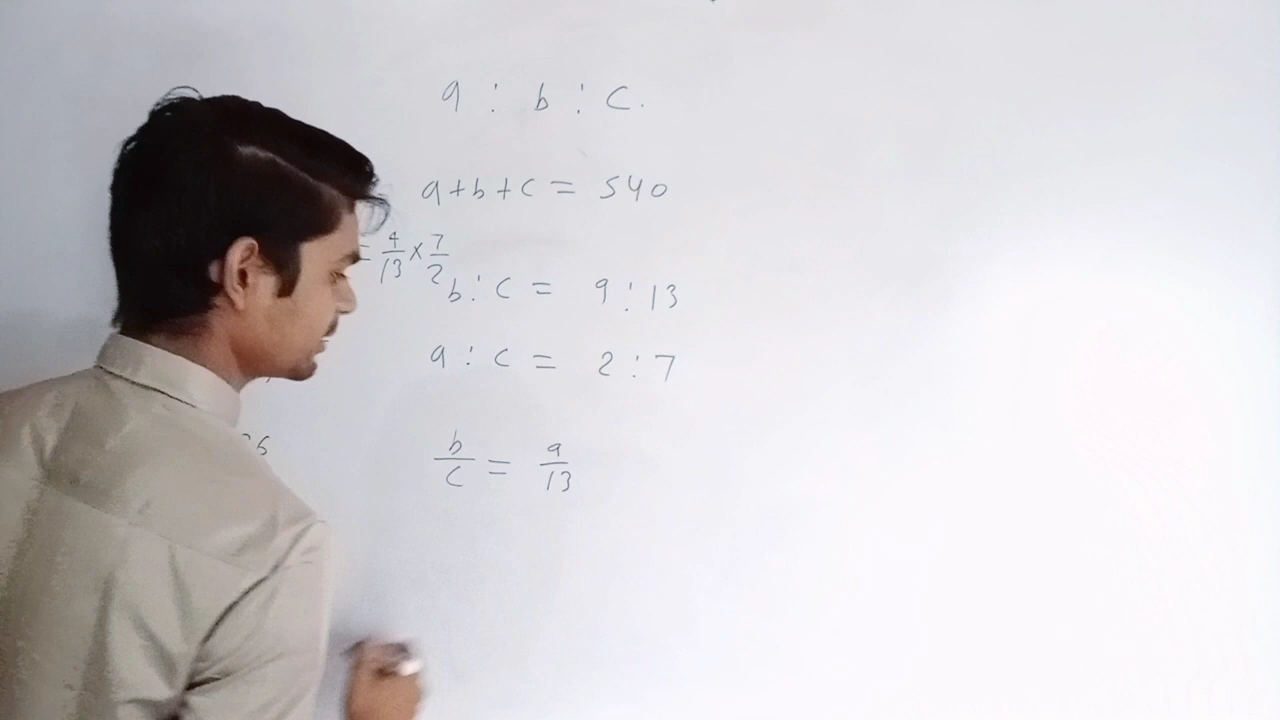 a : b : c.
a+b+c = 540
= 4/13 × 7/2
b : c = 9 : 13
a : c = 2 : 7
b/c = 9/13